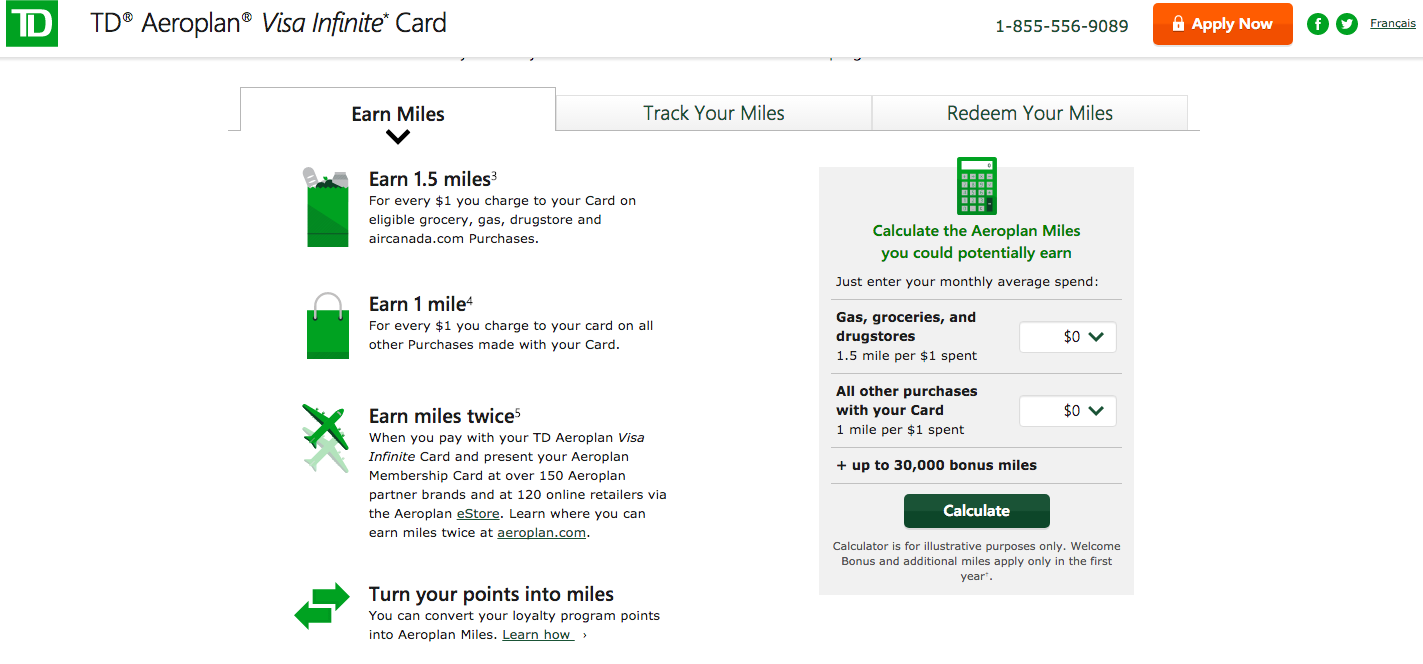 TD
TD® Aeroplan® Visa Infinite* Card
1-855-556-9089
Apply Now
Français
Earn Miles
Track Your Miles
Redeem Your Miles
Earn 1.5 miles3
For every $1 you charge to your Card on
eligible grocery, gas, drugstore and
aircanada.com Purchases.
Earn 1 mile4
For every $1 you charge to your card on all
other Purchases made with your Card.
Earn miles twice5
When you pay with your TD Aeroplan Visa
Infinite Card and present your Aeroplan
Membership Card at over 150 Aeroplan
partner brands and at 120 online retailers via
the Aeroplan eStore. Learn where you can
earn miles twice at aeroplan.com.
Turn your points into miles
You can convert your loyalty program points
into Aeroplan Miles. Learn how ›
Calculate the Aeroplan Miles
you could potentially earn
Just enter your monthly average spend:
Gas, groceries, and
drugstores
1.5 mile per $1 spent
$0
All other purchases
with your Card
1 mile per $1 spent
$0
+ up to 30,000 bonus miles
Calculate
Calculator is for illustrative purposes only. Welcome
Bonus and additional miles apply only in the first
year+.